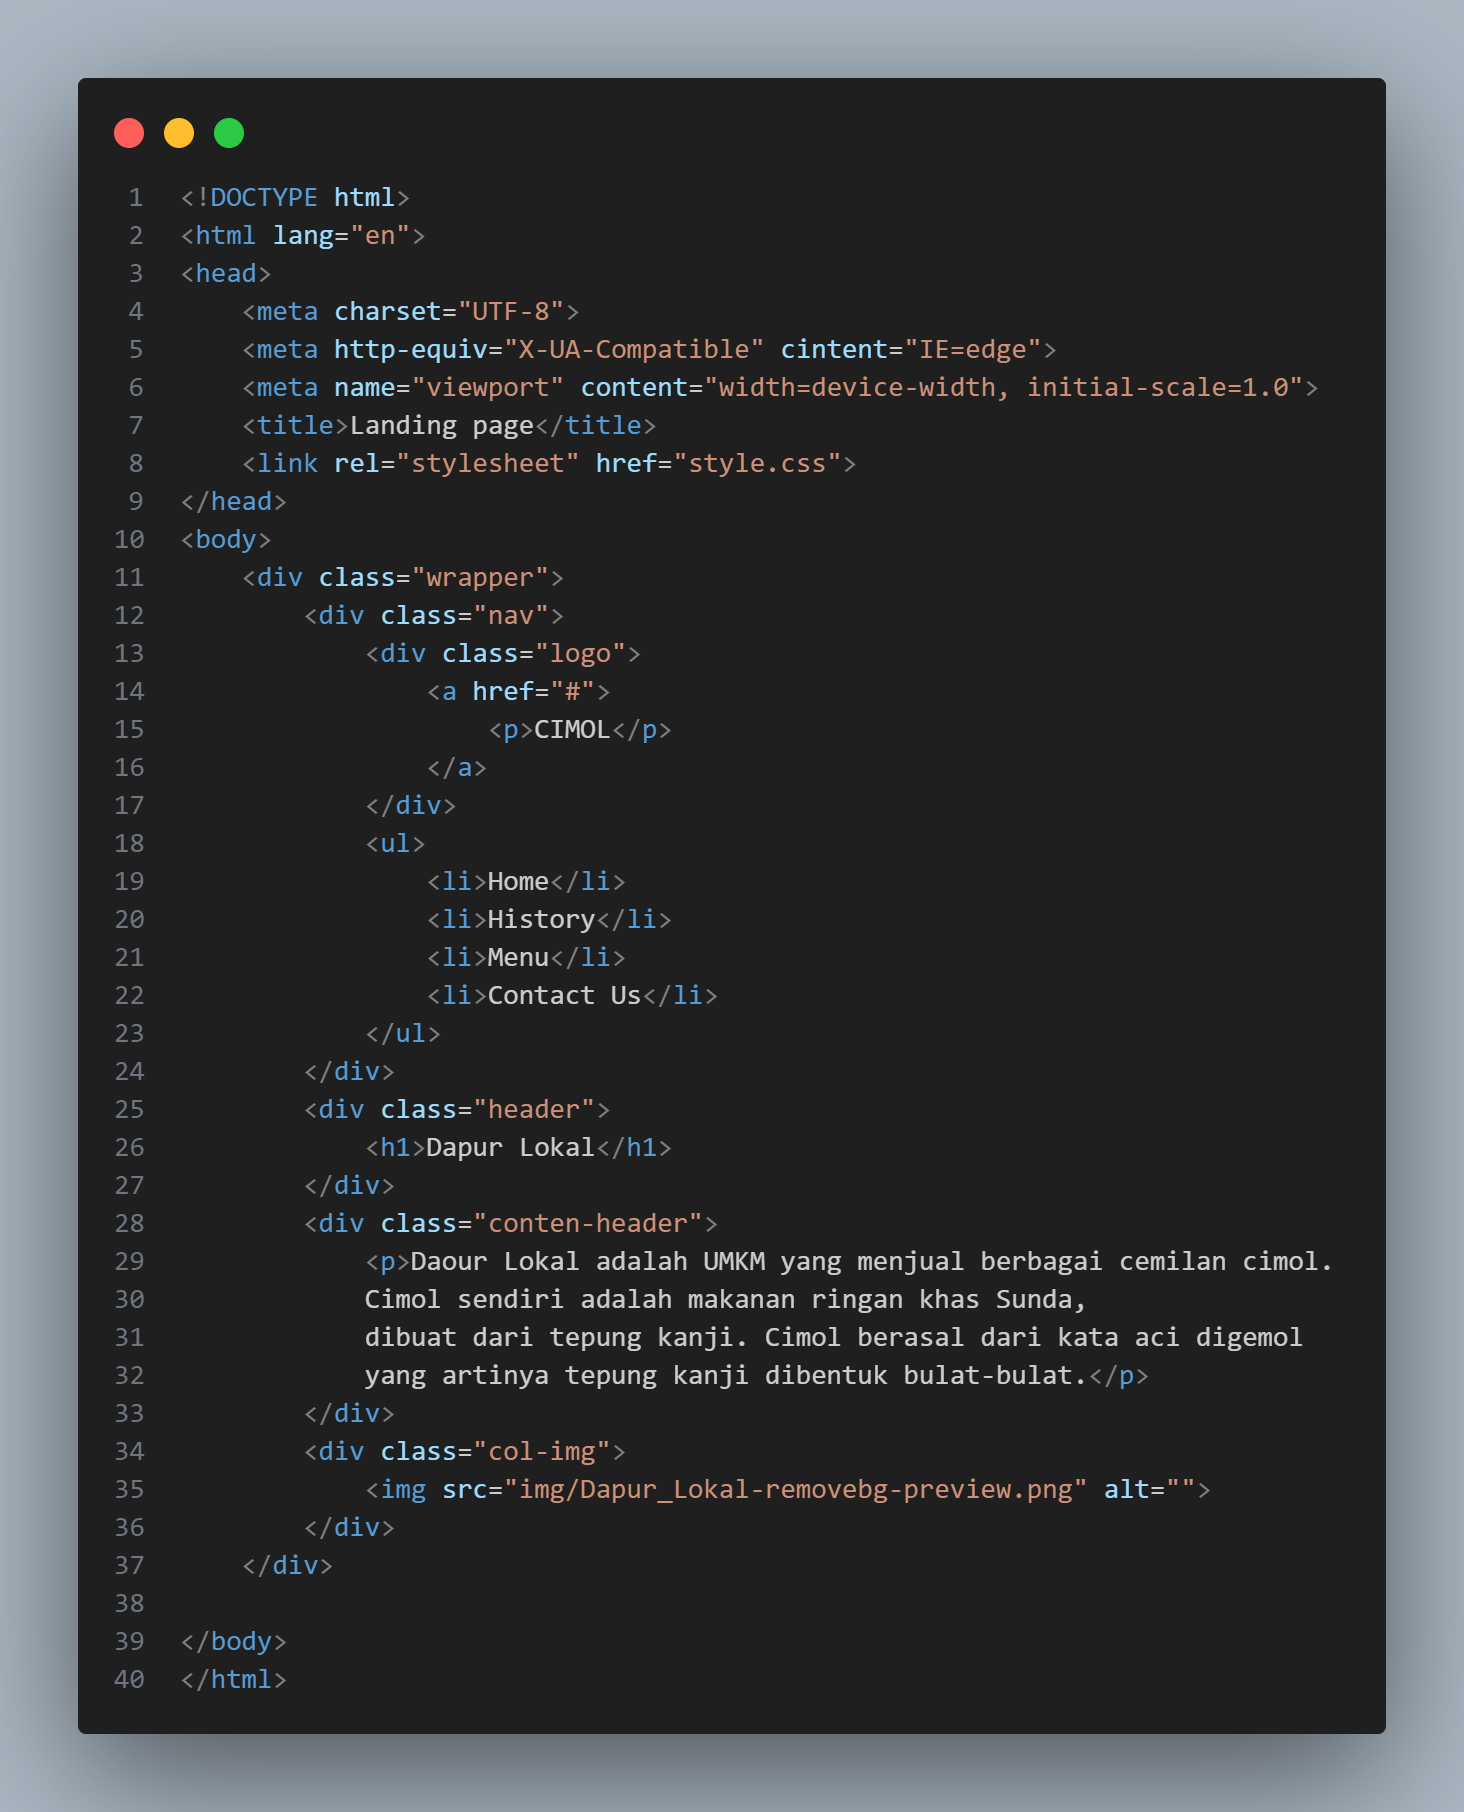 1 <!DOCTYPE html>
2 <html lang="en">
3 <head>
4     <meta charset="UTF-8">
5     <meta http-equiv="X-UA-Compatible" cintent="IE=edge">
6     <meta name="viewport" content="width=device-width, initial-scale=1.0">
7     <title>Landing page</title>
8     <link rel="stylesheet" href="style.css">
9 </head>
10 <body>
11     <div class="wrapper">
12         <div class="nav">
13             <div class="logo">
14                 <a href="#">
15                     <p>CIMOL</p>
16                 </a>
17             </div>
18             <ul>
19                 <li>Home</li>
20                 <li>History</li>
21                 <li>Menu</li>
22                 <li>Contact Us</li>
23             </ul>
24         </div>
25         <div class="header">
26             <h1>Dapur Lokal</h1>
27         </div>
28         <div class="conten-header">
29             <p>Daour Lokal adalah UMKM yang menjual berbagai cemilan cimol.
30             Cimol sendiri adalah makanan ringan khas Sunda,
31             dibuat dari tepung kanji. Cimol berasal dari kata aci digemol
32             yang artinya tepung kanji dibentuk bulat-bulat.</p>
33         </div>
34         <div class="col-img">
35             <img src="img/Dapur_Lokal-removebg-preview.png" alt="">
36         </div>
37     </div>
38
39 </body>
40 </html>